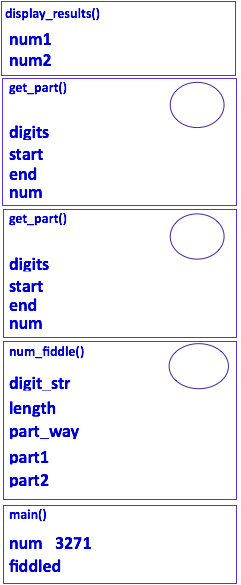 display_results()
num1
num2
get_part()
digits
start
end
num
get_part()
digits
start
end
num
num_fiddle()
digit_str
length
part_way
part1
part2
main()
num 3271
fiddled